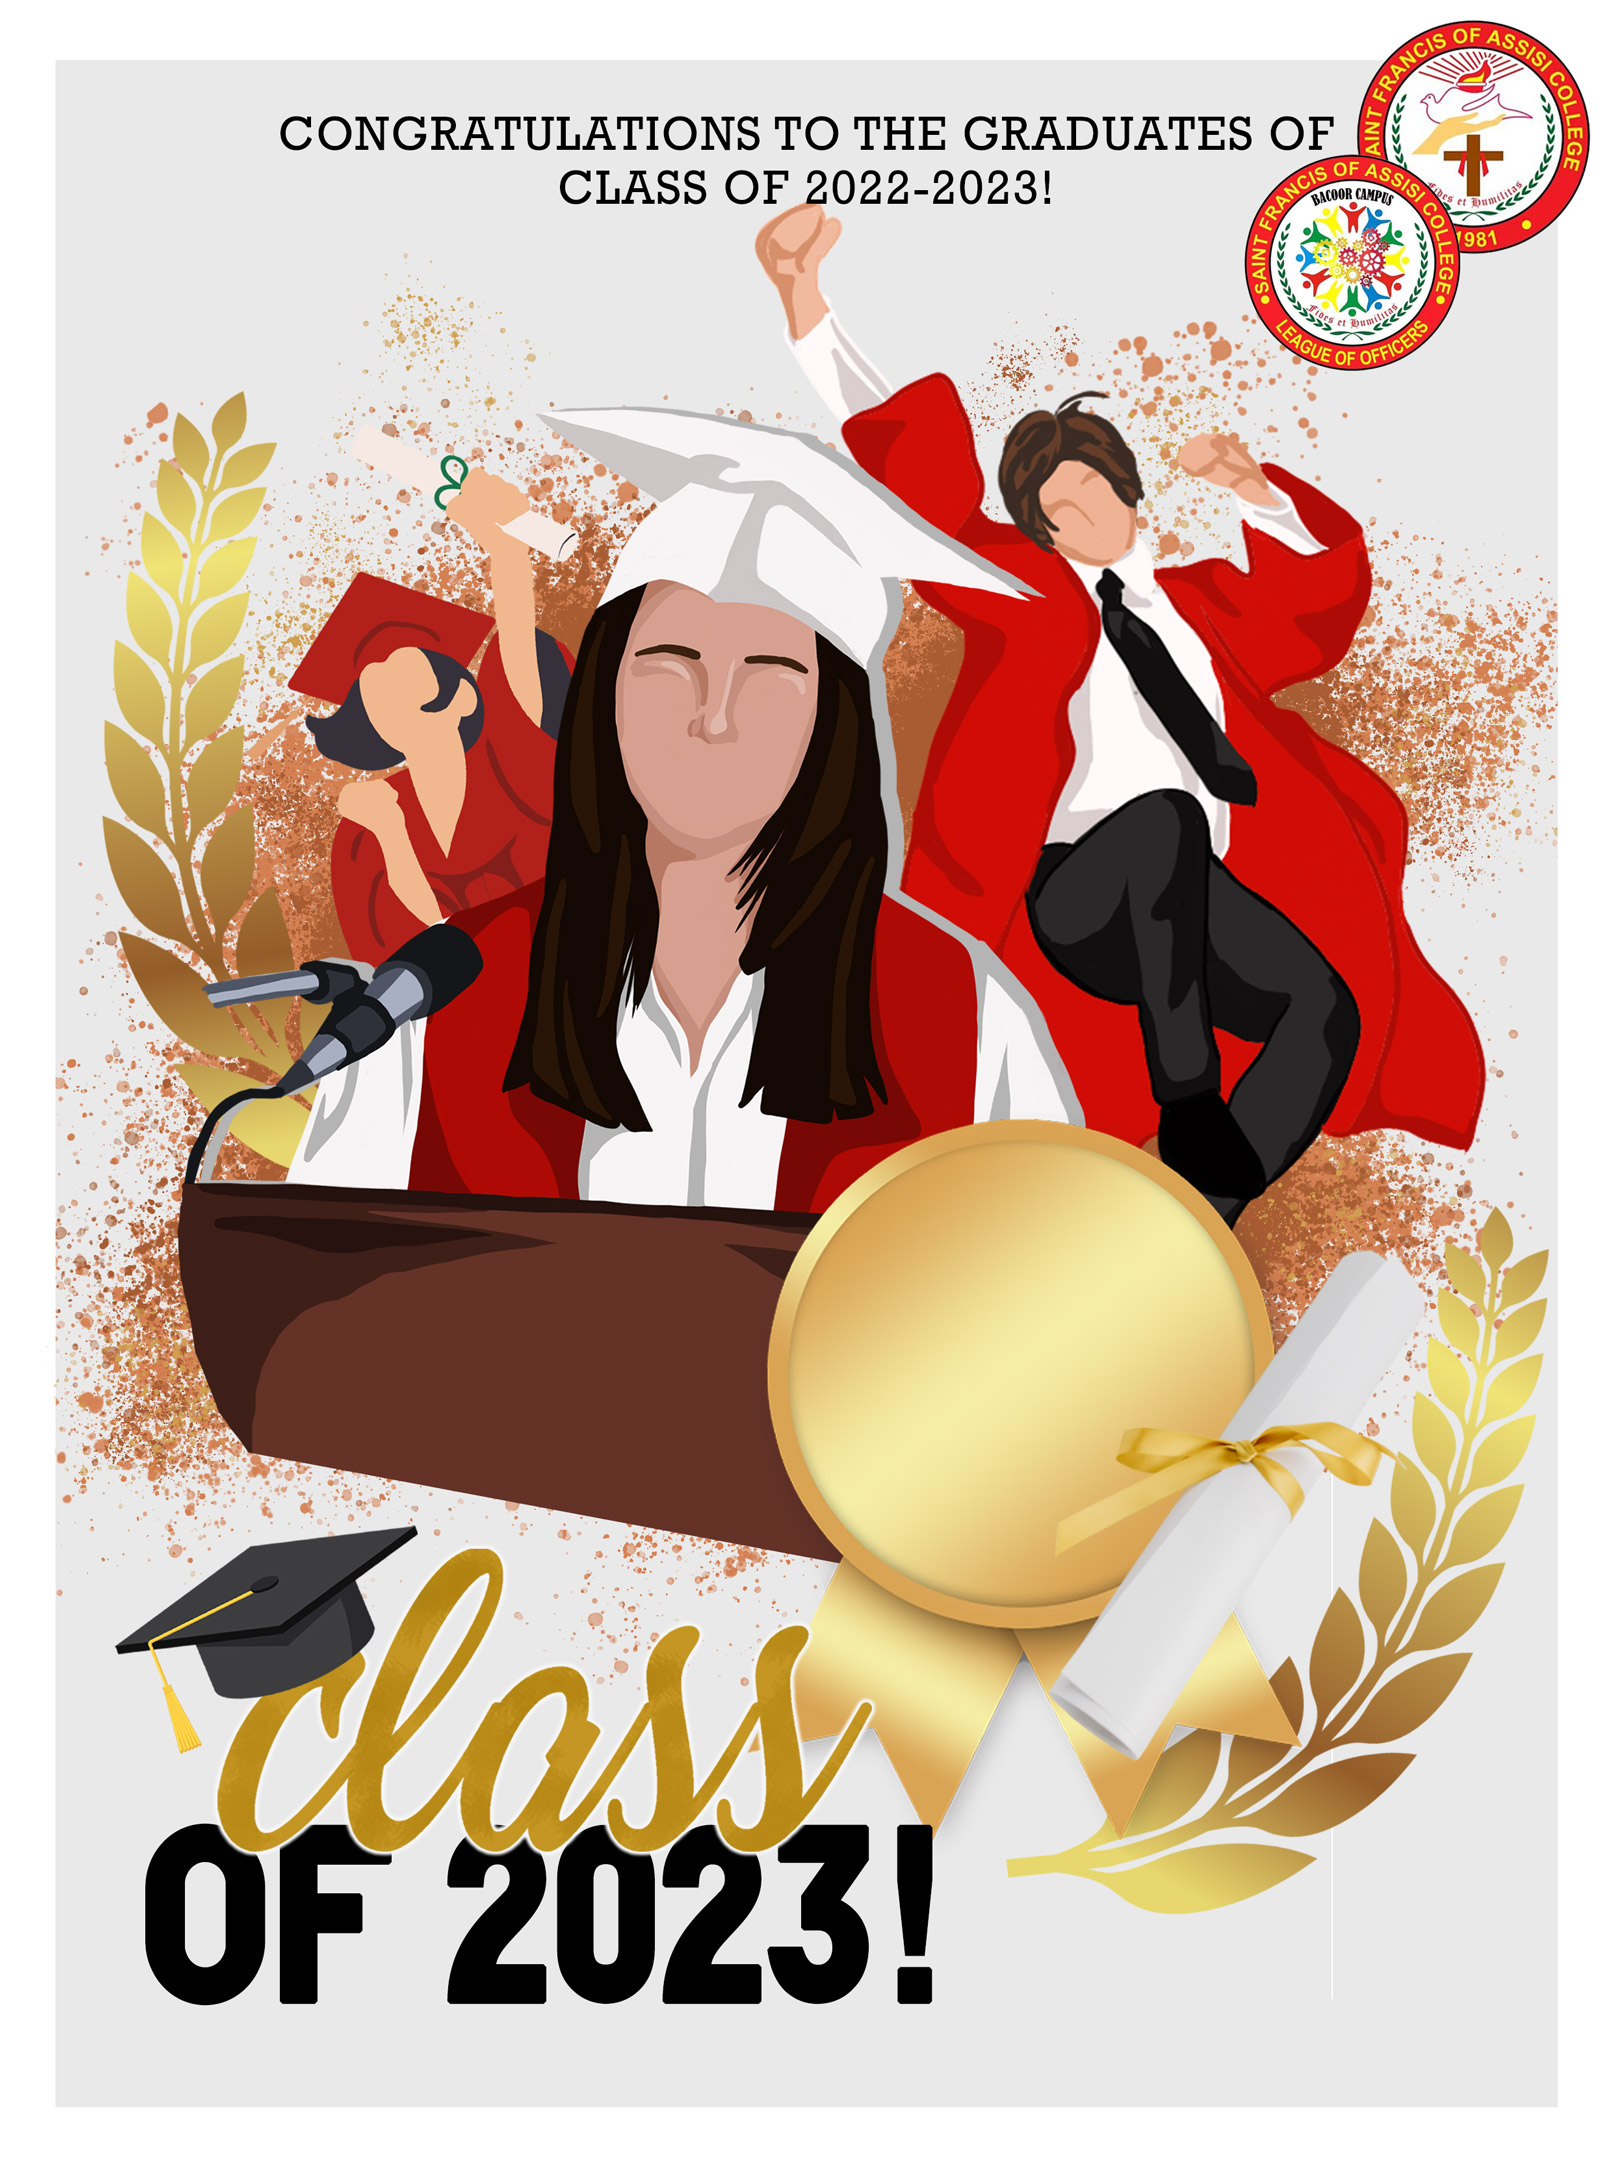 CONGRATULATIONS TO THE GRADUATES OF
CLASS OF 2022-2023!
SAINT FRANCIS OF ASSISI COLLEGE
Fides et Humilitas
1981
SAINT FRANCIS OF ASSISI COLLEGE
BACOOR CAMPUS
Fides et Humilitas
LEAGUE OF OFFICERS
class
OF 2023!